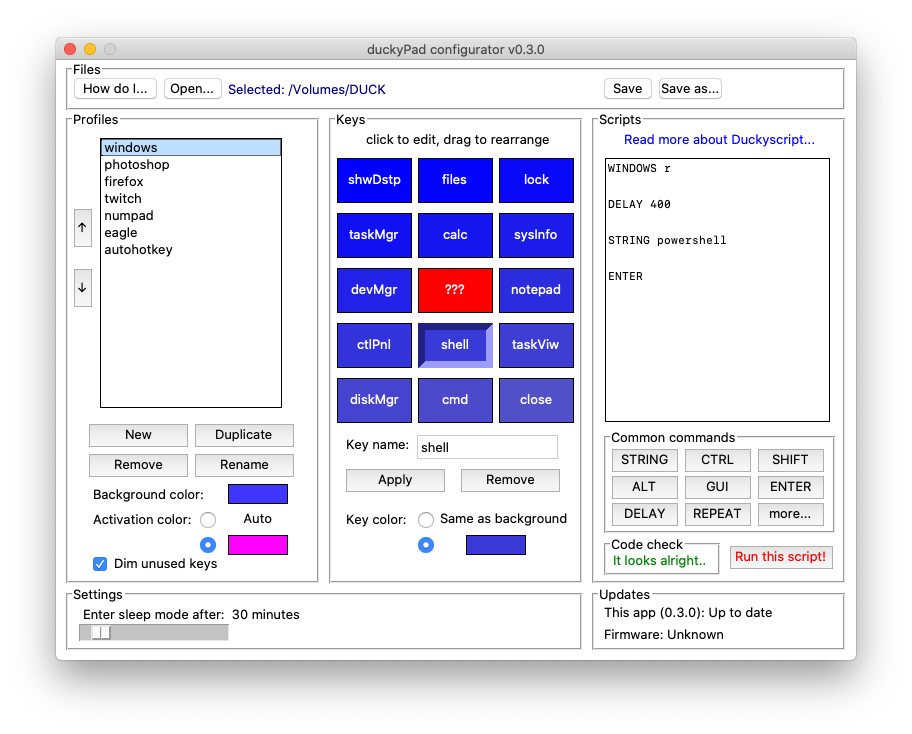 duckyPad configurator v0.3.0
Files
How do I...
Open...
Selected: /Volumes/DUCK
Save
Save as...
Profiles
windows
photoshop
firefox
twitch
numpad
eagle
autohotkey
↑
↓
New
Duplicate
Remove
Rename
Background color:
Activation color:
Auto
Dim unused keys
Keys
click to edit, drag to rearrange
shwDstp
files
lock
taskMgr
calc
sysInfo
devMgr
???
notepad
ctlPnl
shell
taskViw
diskMgr
cmd
close
Key name:
shell
Apply
Remove
Key color:
Same as background
Scripts
Read more about Duckyscript...
WINDOWS r
DELAY 400
STRING powershell
ENTER
Common commands
STRING
CTRL
SHIFT
ALT
GUI
ENTER
DELAY
REPEAT
more...
Code check
It looks alright..
Run this script!
Settings
Enter sleep mode after: 30 minutes
Updates
This app (0.3.0): Up to date
Firmware: Unknown